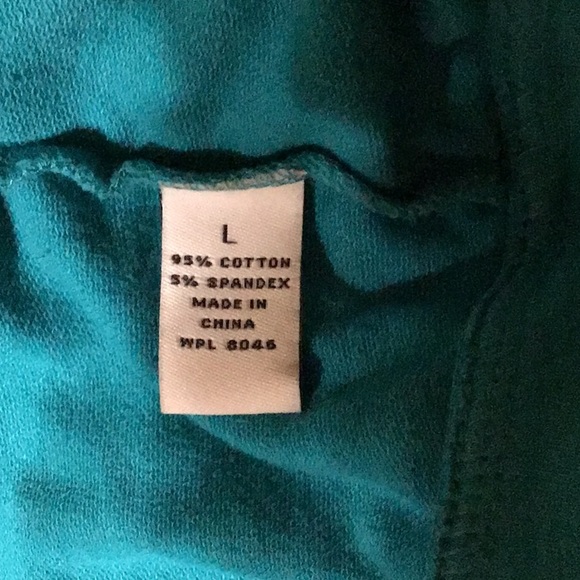 L
95% COTTON
5% SPANDEX
MADE IN
CHINA
WPL 8046